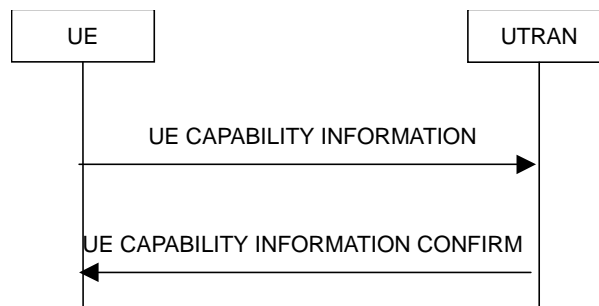 UE
UTRAN
UE CAPABILITY INFORMATION
UE CAPABILITY INFORMATION CONFIRM